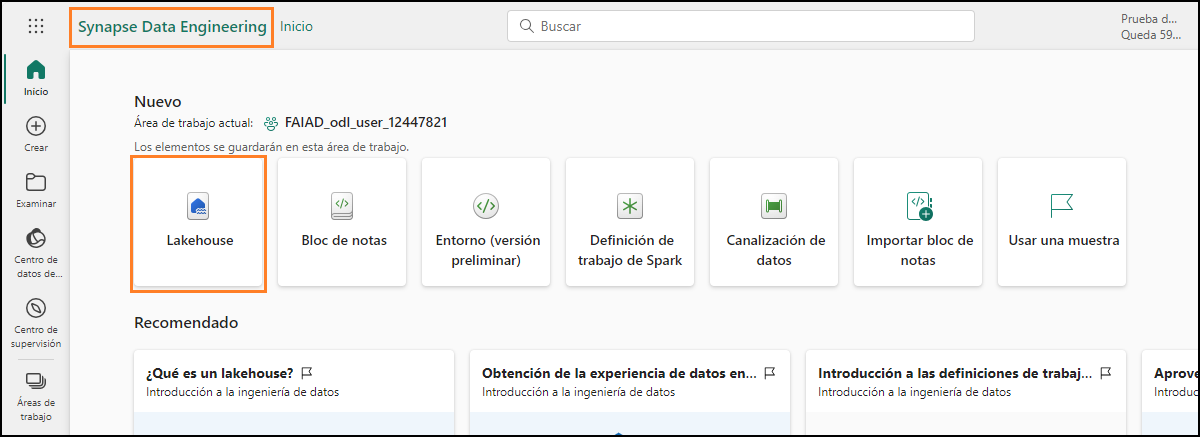 Synapse Data Engineering Inicio
Buscar
Prueba d...
Queda 59...
Inicio
Crear
Examinar
Centro de
datos de...
Centro de
supervisión
Áreas de
trabajo
Nuevo
Área de trabajo actual: FAIAD_odl_user_12447821
Los elementos se guardarán en esta área de trabajo.
Lakehouse
Bloc de notas
Entorno (versión
preliminar)
Definición de
trabajo de Spark
Canalización de
datos
Importar bloc de
notas
Usar una muestra
Recomendado
¿Qué es un lakehouse?
Introducción a la ingeniería de datos
Obtención de la experiencia de datos en...
Introducción a la ingeniería de datos
Introducción a las definiciones de trabaj...
Introducción a la ingeniería de datos
Aprove
Introduc